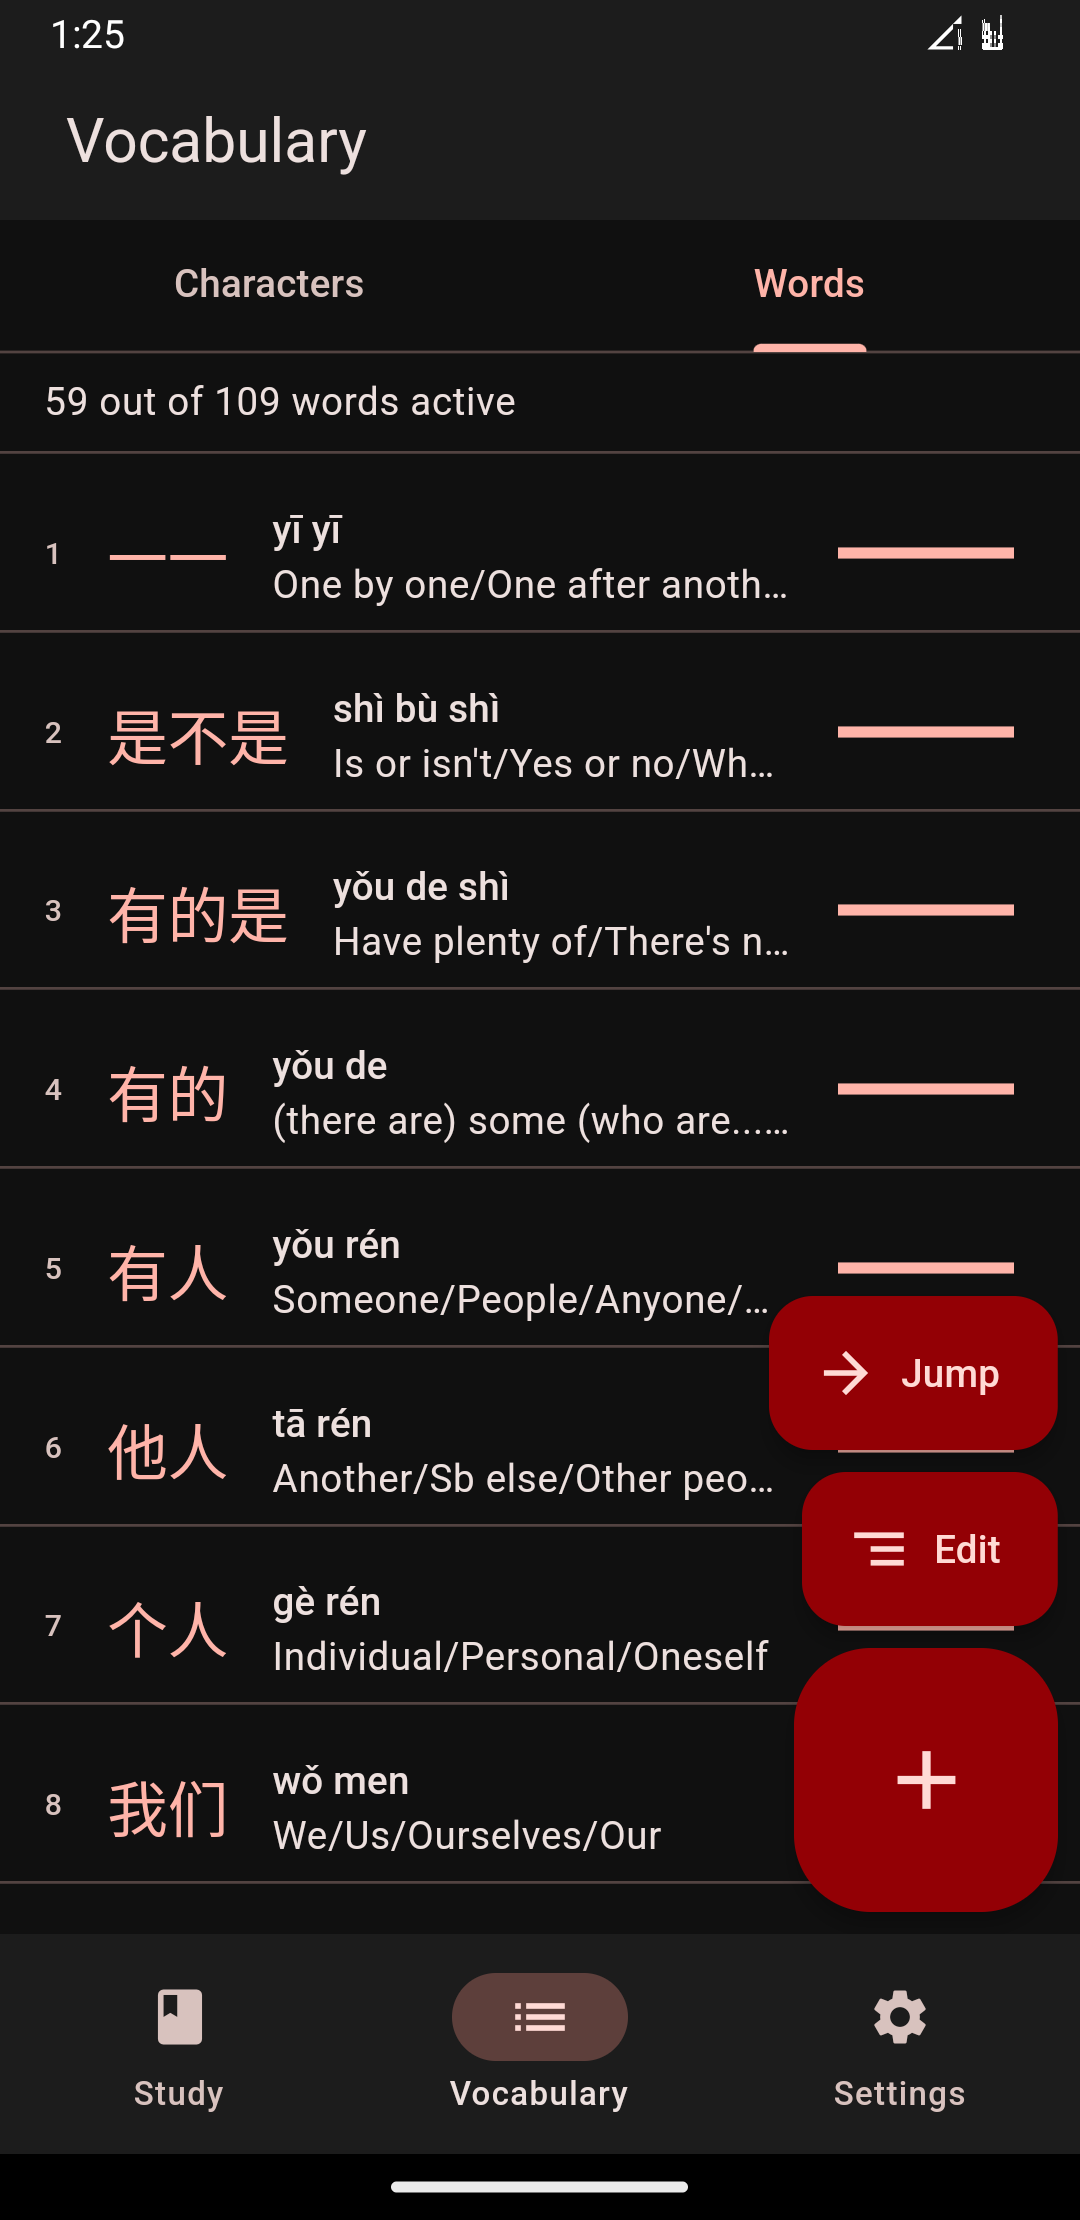 1:25
Vocabulary
Characters
Words
59 out of 109 words active
1
一一
yī yī
One by one/One after anoth...
2
是不是
shì bù shì
Is or isn't/Yes or no/Wh...
3
有的是
yǒu de shì
Have plenty of/There's n...
4
有的
yǒu de
(there are) some (who are......
5
有人
yǒu rén
Someone/People/Anyone/...
Jump
6
他人
tā rén
Another/Sb else/Other peo...
Edit
7
个人
gè rén
Individual/Personal/Oneself
8
我们
wǒ men
We/Us/Ourselves/Our
Study
Vocabulary
Settings